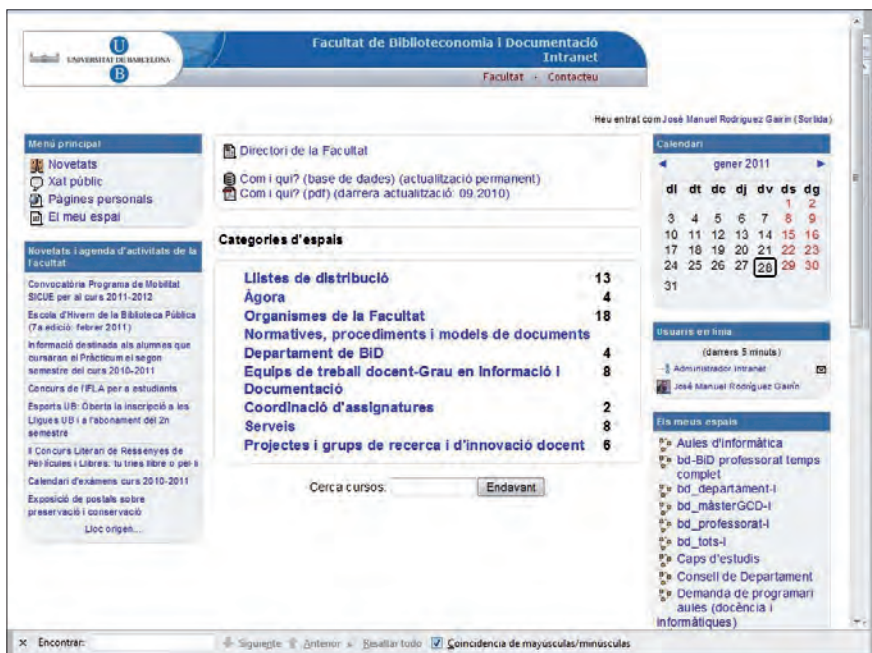 UNIVERSITAT DE BARCELONA
U
B
Facultat de Biblioteconomia i Documentació
Intranet
Facultat · Contacteu
Heu entrat com José Manuel Rodríguez Gairín (Sortida)
Menú principal
Novetats
Xat públic
Pàgines personals
El meu espai
Novetats i agenda d'activitats de la
Facultat
Convocatòria Programa de Mobilitat
SICUE per al curs 2011-2012
Escola d'Hivern de la Biblioteca Pública
(7a edició: febrer 2011)
Informació destinada als alumnes que
cursaran el Pràcticum el segon
semestre del curs 2010-2011
Concurs de l'IFLA per a estudiants
Esports UB: Oberta la inscripció a les
Lligues UB i a l'abonament del 2n
semestre
II Concurs Literari de Ressenyes de
Pel·lícules i Llibres: tu tries llibre o pel·li
Calendari d'exàmens curs 2010-2011
Exposició de postals sobre
preservació i conservació
Lloc origen...
Directori de la Facultat
Com i qui? (base de dades) (actualització permanent)
Com i qui? (pdf) (darrera actualització: 09.2010)
Categories d'espais
Llistes de distribució 13
Àgora 4
Organismes de la Facultat 18
Normatives, procediments i models de documents
Departament de BiD 4
Equips de treball docent-Grau en Informació i 8
Documentació
Coordinació d'assignatures 2
Serveis 8
Projectes i grups de recerca i d'innovació docent 6
Cerca cursos: Endavant
Calendari
◄ gener 2011 ►
dl dt dc dj dv ds dg
1 2
3 4 5 6 7 8 9
10 11 12 13 14 15 16
17 18 19 20 21 22 23
24 25 26 27 28 29 30
31
Usuaris en línia
(darrers 5 minuts)
Administrador Intranet
José Manuel Rodríguez Gairín
Els meus espais
Aules d'informàtica
bd-BiD professorat temps
complet
bd_departament-l
bd_màsterGCD-l
bd_professorat-l
bd_tots-l
Caps d'estudis
Consell de Departament
Demanda de programari
aules (docència i
informàtiques)
× Encontrar: Siguiente Anterior Resaltar todo Coincidencia de mayúsculas/minúsculas